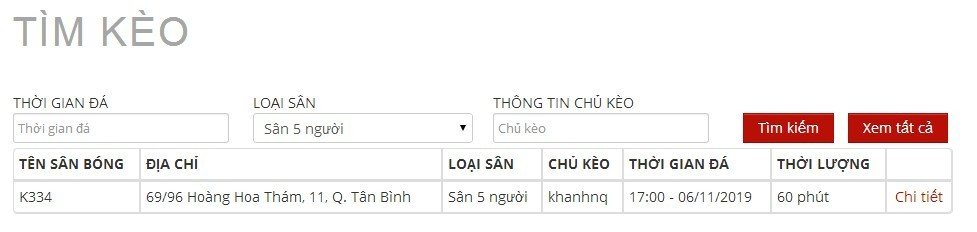 TÌM KÈO
THỜI GIAN ĐÁ LOẠI SÂN THÔNG TIN CHỦ KÈO
Thời gian đá Sân 5 người Chủ kèo Tìm kiếm Xem tất cả
TÊN SÂN BÓNG ĐỊA CHỈ LOẠI SÂN CHỦ KÈO THỜI GIAN ĐÁ THỜI LƯỢNG
K334 69/96 Hoàng Hoa Thám, 11, Q. Tân Bình Sân 5 người khanhnq 17:00 - 06/11/2019 60 phút Chi tiết